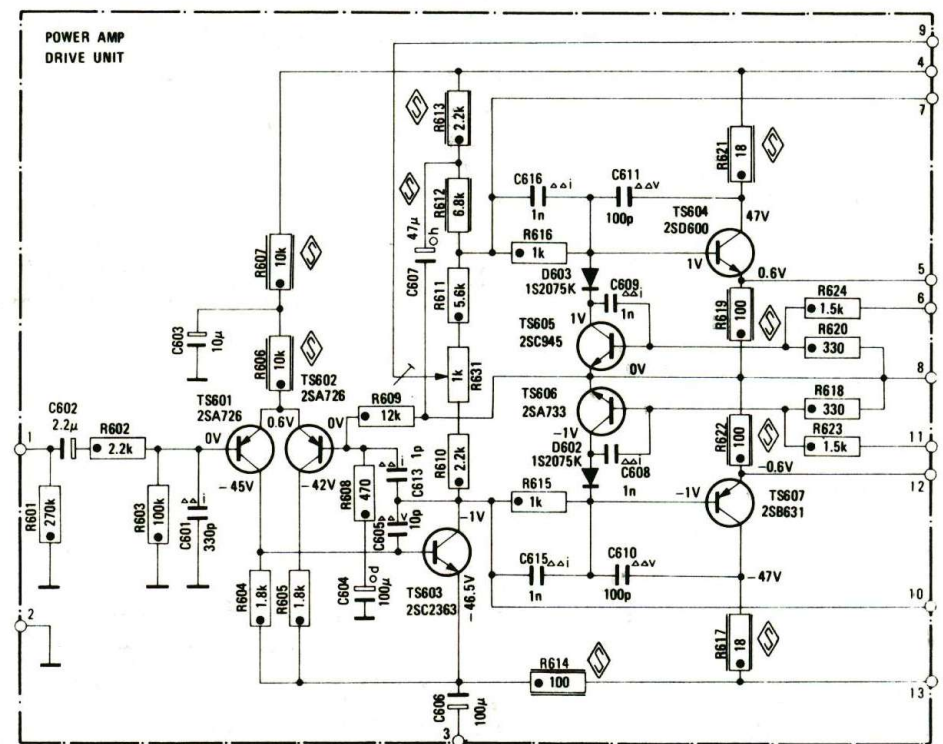 POWER AMP
DRIVE UNIT
9
4
7
R613
2.2k
R621
18
C616
△△i
1n
C611
△△v
100p
TS604
2SD600
47V
R612
6.8k
47µ
h
C607
R616
1k
1V
0.6V
5
R607
10k
R611
5.6k
D603
1S2075K
C609
△△i
1n
R619
100
R624
1.5k
6
C603
10µ
TS605
2SC945
1V
R620
330
R606
10k
1k
R631
0V
8
TS601
2SA726
TS602
2SA726
R609
12k
TS606
2SA733
R618
330
C602
2.2µ
0V
0.6V
0V
-1V
R622
100
R623
1.5k
11
1
R602
2.2k
-45V
-42V
R608
470
i
C613
1p
R610
2.2k
D602
1S2075K
△△i
C608
1n
-0.6V
12
R601
270k
R603
100k
i
C601
330p
v
C605
10p
-1V
R615
1k
-1V
TS607
2SB631
R604
1.8k
R605
1.8k
C604
d
100µ
TS603
2SC2363
-46.5V
C615
△△i
1n
C610
△△v
100p
-47V
2
10
R617
18
R614
100
13
C606
100µ
3